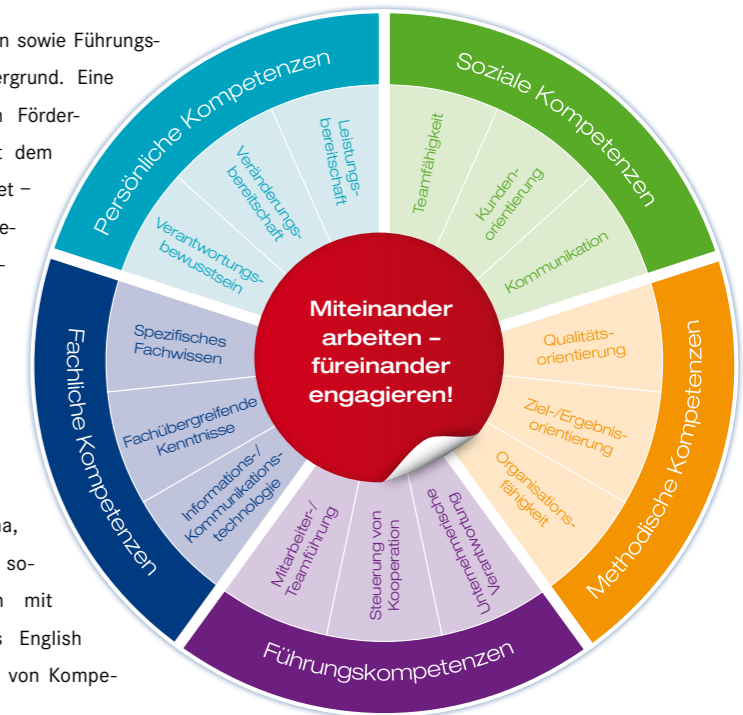 n sowie Führungs-
ergrund. Eine
n Förder-
t dem
et –
e-
-
na,
so-
n mit
s English
von Kompe-
Persönliche Kompetenzen
Leistungs-
bereitschaft
Veränderungs-
bereitschaft
Verantwortungs-
bewusstsein
Soziale Kompetenzen
Teamfähigkeit
Kunden-
orientierung
Kommunikation
Methodische Kompetenzen
Qualitäts-
orientierung
Ziel-/Ergebnis-
orientierung
Organisations-
fähigkeit
Führungskompetenzen
Unternehmerische
Verantwortung
Steuerung von
Kooperation
Mitarbeiter-/
Teamführung
Fachliche Kompetenzen
Informations-/
Kommunikations-
technologie
Fachübergreifende
Kenntnisse
Spezifisches
Fachwissen
Miteinander
arbeiten –
füreinander
engagieren!